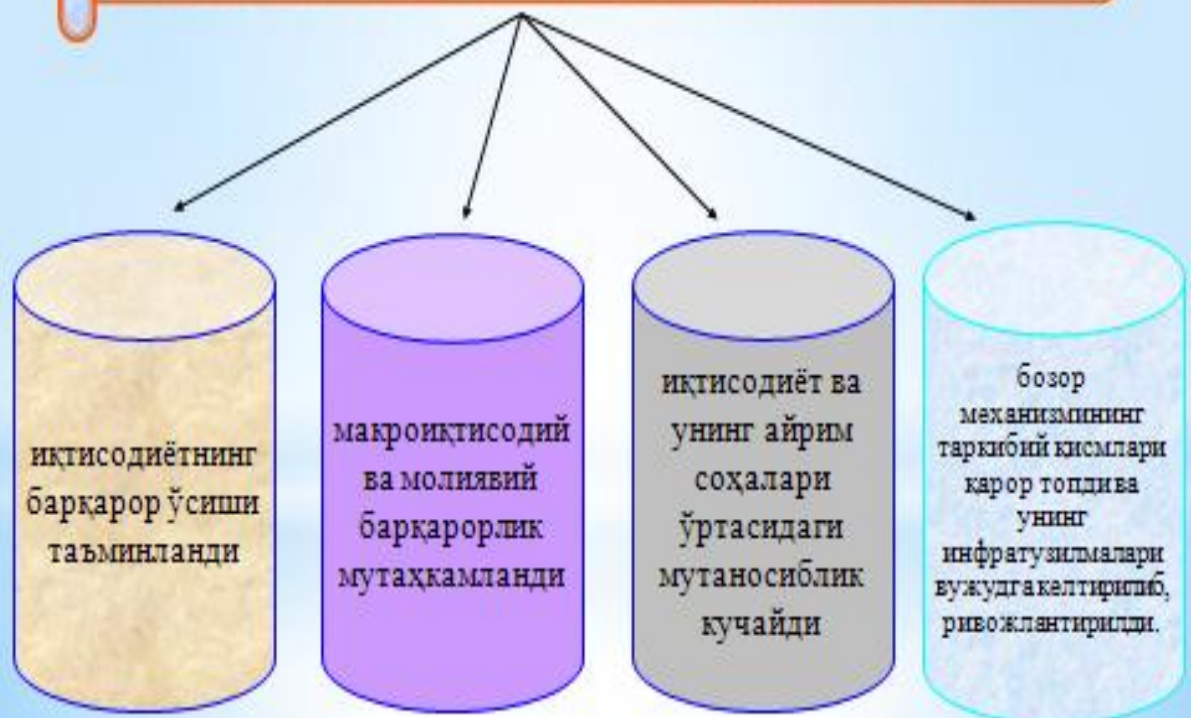 иқтисодиётнинг
барқарор ўсиши
таъминланди
макроиқтисодий
ва молиявий
барқарорлик
мутаҳкамланди
иқтисодиёт ва
унинг айрим
соҳалари
ўртасидаги
мутаносиблик
кучайди
бозор
механизмининг
таркибий қисмлари
қарор топди ва
унинг
инфратузилмалари
вужудга келтирилиб,
ривожлантирилди.